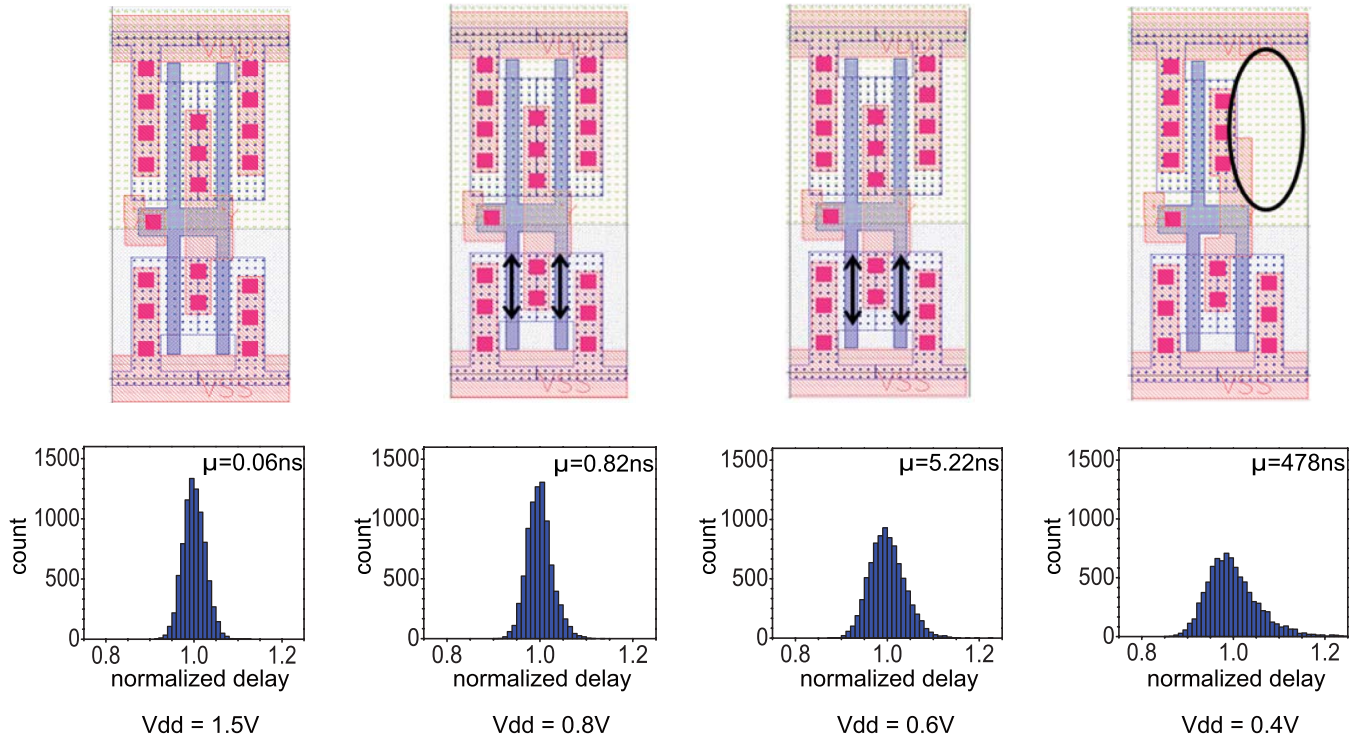 VDD
VDD
VDD
VDD
VSS
VSS
VSS
VSS
μ=0.06ns
1500
1000
500
0
count
0.8 1.0 1.2
normalized delay
Vdd = 1.5V
μ=0.82ns
1500
1000
500
0
count
0.8 1.0 1.2
normalized delay
Vdd = 0.8V
μ=5.22ns
1500
1000
500
0
count
0.8 1.0 1.2
normalized delay
Vdd = 0.6V
μ=478ns
1500
1000
500
0
count
0.8 1.0 1.2
normalized delay
Vdd = 0.4V